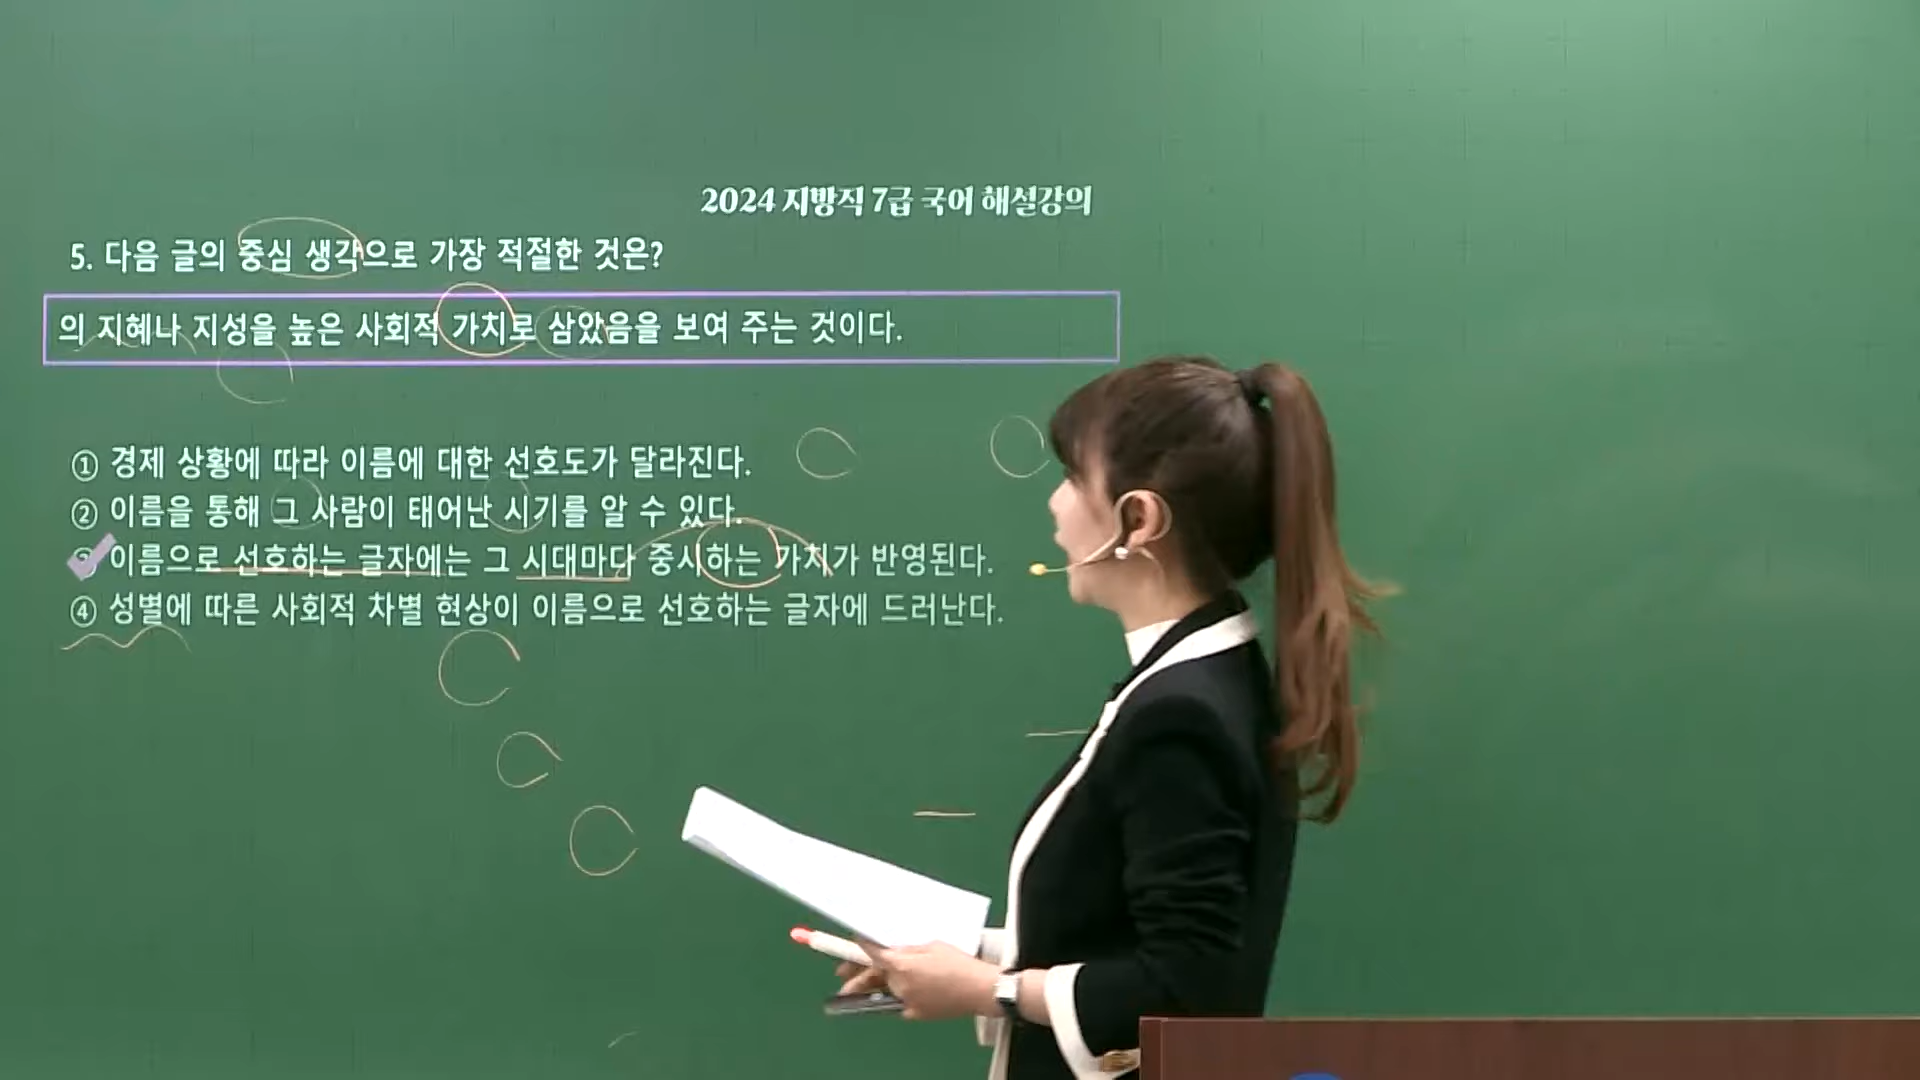 2024 지방직 7급 국어 해설강의
5. 다음 글의 중심 생각으로 가장 적절한 것은?
의 지혜나 지성을 높은 사회적 가치로 삼았음을 보여 주는 것이다.
① 경제 상황에 따라 이름에 대한 선호도가 달라진다.
② 이름을 통해 그 사람이 태어난 시기를 알 수 있다.
③ 이름으로 선호하는 글자에는 그 시대마다 중시하는 가치가 반영된다.
④ 성별에 따른 사회적 차별 현상이 이름으로 선호하는 글자에 드러난다.